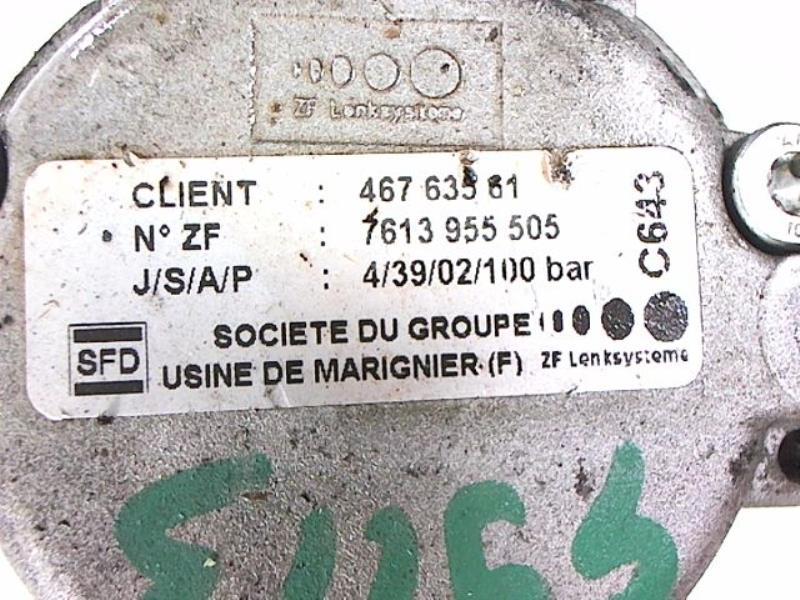 ZF Lenksysteme
CLIENT : 467 635 61
N° ZF : 7613 955 505
J/S/A/P : 4/39/02/100 bar
C643
SFD
SOCIETE DU GROUPE
USINE DE MARIGNIER (F) ZF Lenksysteme